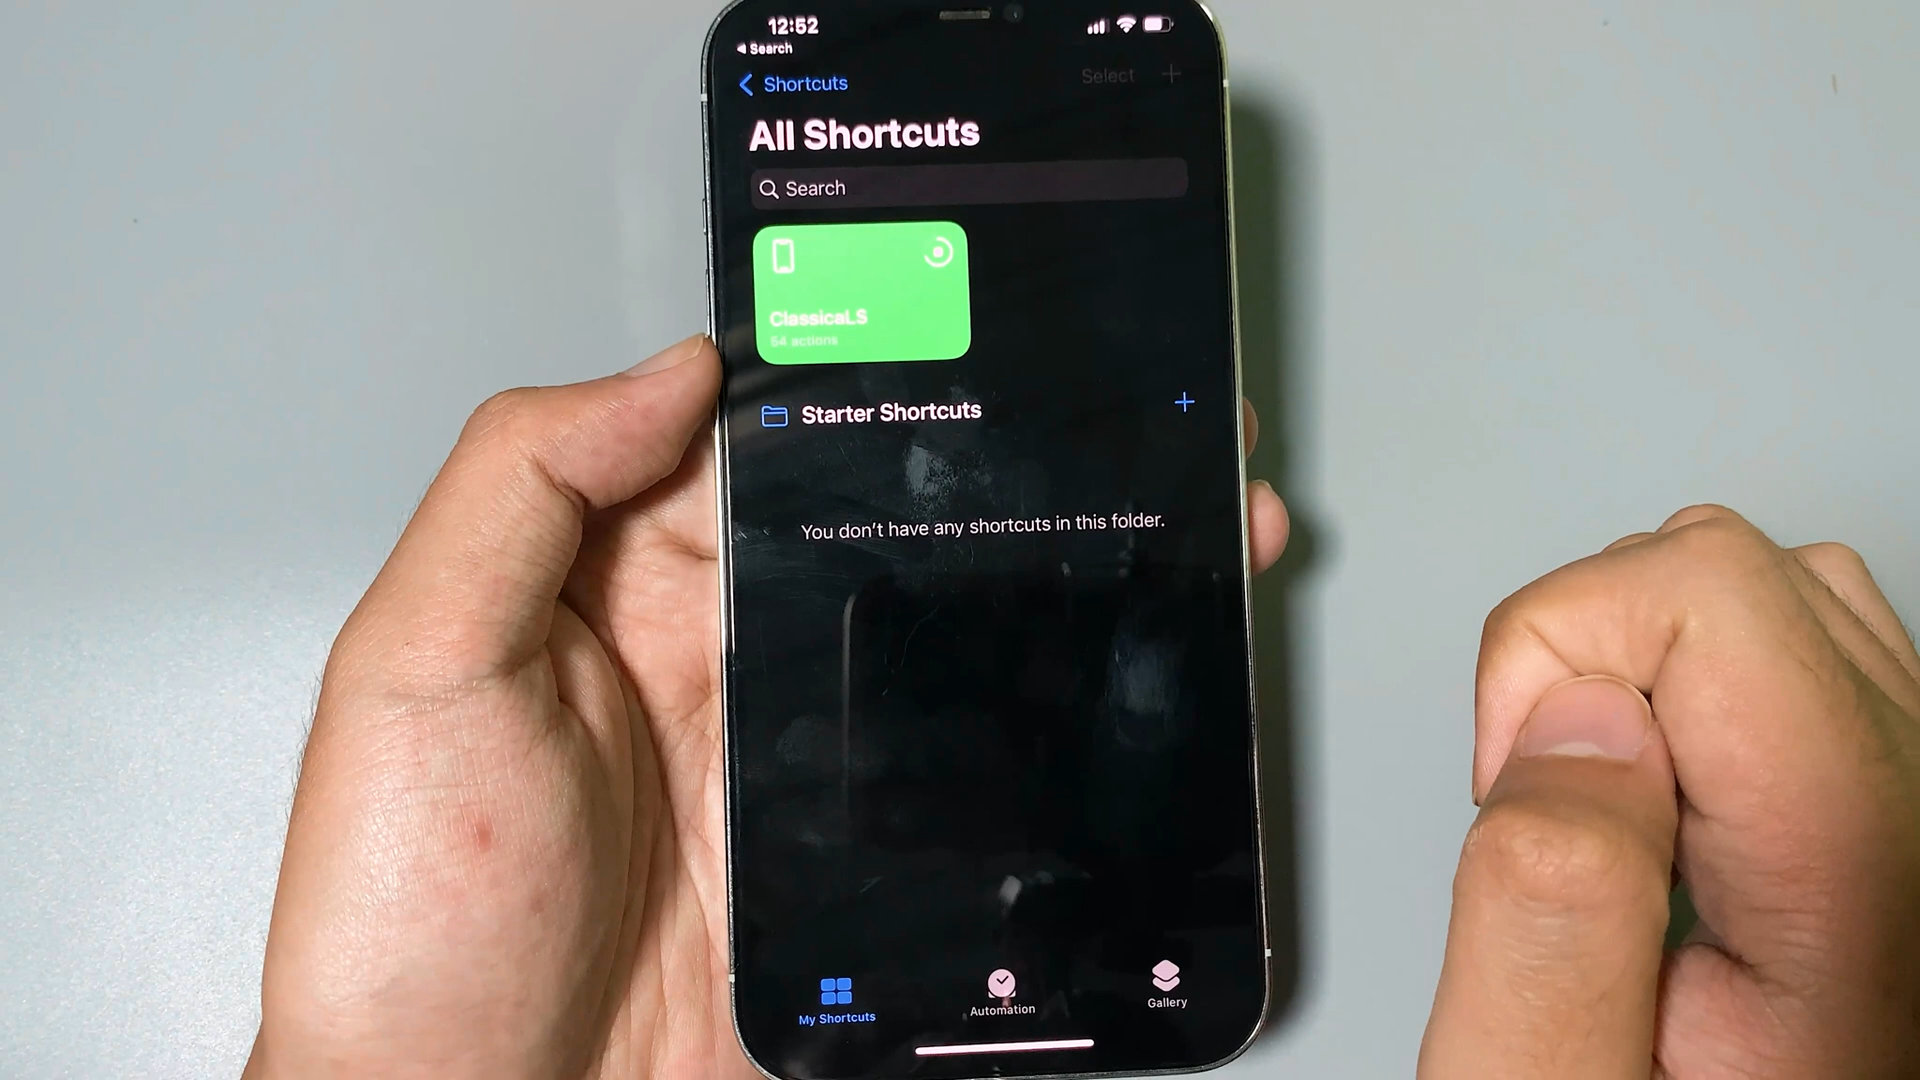 12:52
Search
Shortcuts
Select
All Shortcuts
Search
ClassicaLS
54 actions
Starter Shortcuts
You don't have any shortcuts in this folder.
My Shortcuts
Automation
Gallery